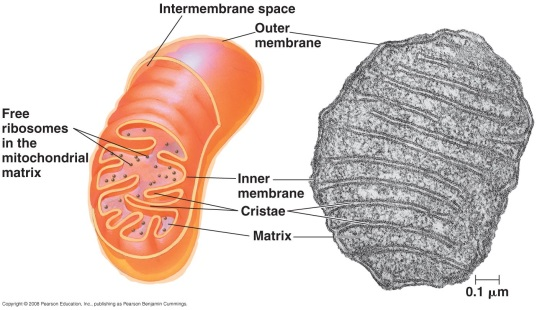 Intermembrane space
Outer
membrane
Free
ribosomes
in the
mitochondrial
matrix
Inner
membrane
Cristae
Matrix
0.1 μm
Copyright © 2008 Pearson Education, Inc., publishing as Pearson Benjamin Cummings.